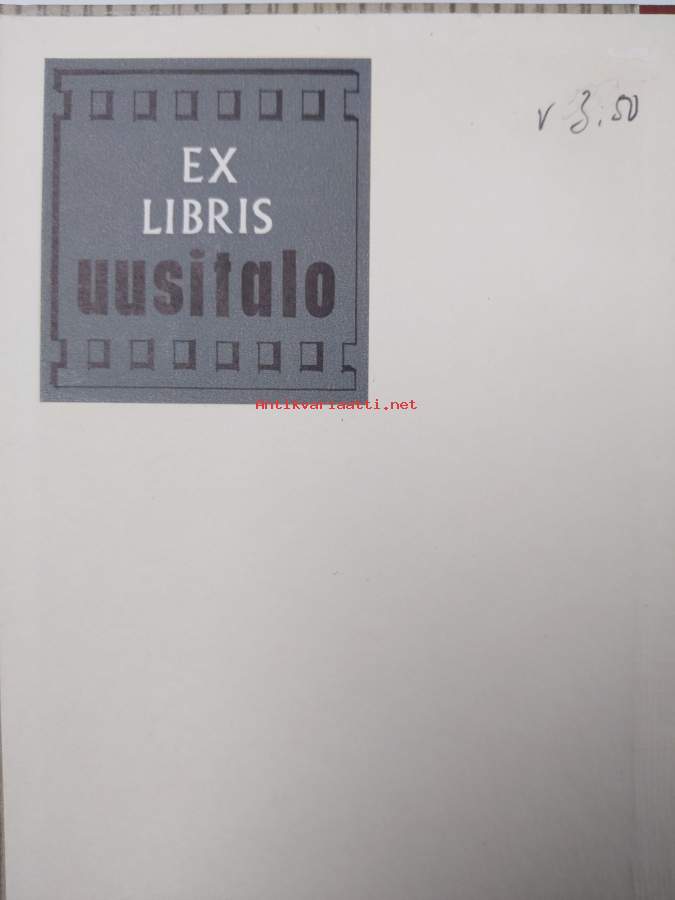 EX
LIBRIS
uusitalo
v 3.50
Antikvariaatti.net